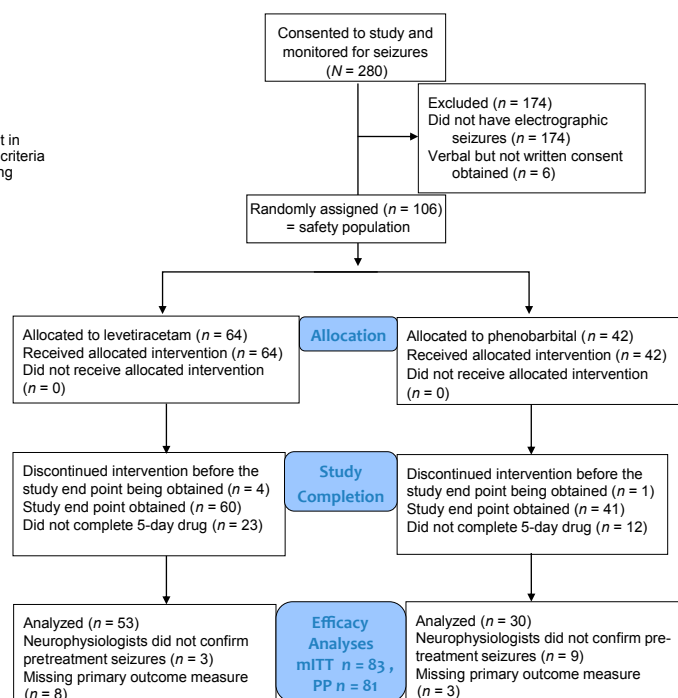 Consented to study and
monitored for seizures
(N = 280)
Excluded (n = 174)
Did not have electrographic
seizures (n = 174)
Verbal but not written consent
obtained (n = 6)
t in
criteria
ng
Randomly assigned (n = 106)
= safety population
Allocated to levetiracetam (n = 64)
Received allocated intervention (n = 64)
Did not receive allocated intervention
(n = 0)
Allocation
Allocated to phenobarbital (n = 42)
Received allocated intervention (n = 42)
Did not receive allocated intervention
(n = 0)
Discontinued intervention before the
study end point being obtained (n = 4)
Study end point obtained (n = 60)
Did not complete 5-day drug (n = 23)
Study
Completion
Discontinued intervention before the
study end point being obtained (n = 1)
Study end point obtained (n = 41)
Did not complete 5-day drug (n = 12)
Analyzed (n = 53)
Neurophysiologists did not confirm
pretreatment seizures (n = 3)
Missing primary outcome measure
(n = 8)
Efficacy
Analyses
mITT n = 83 ,
PP n = 81
Analyzed (n = 30)
Neurophysiologists did not confirm pre-
treatment seizures (n = 9)
Missing primary outcome measure
(n = 3)